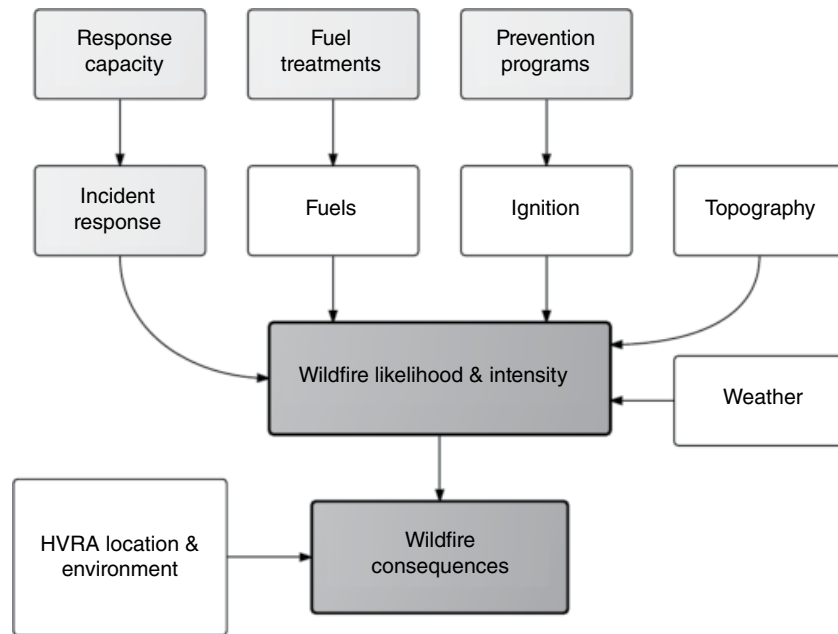 Response
capacity
Fuel
treatments
Prevention
programs
Incident
response
Fuels
Ignition
Topography
Wildfire likelihood & intensity
Weather
HVRA location &
environment
Wildfire
consequences